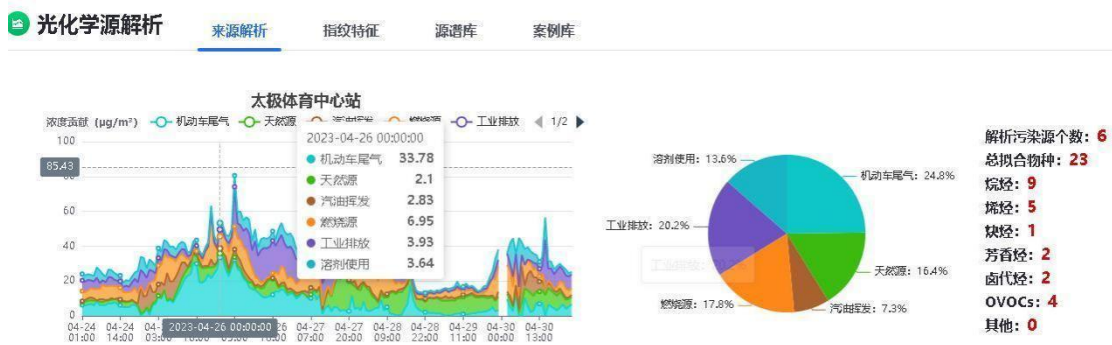 光化学源解析
来源解析
指纹特征
源谱库
案例库
太极体育中心站
浓度贡献 (μg/m³)
机动车尾气
天然源
汽油挥发
燃烧源
工业排放
1/2
2023-04-26 00:00:00
机动车尾气 33.78
天然源 2.1
汽油挥发 2.83
燃烧源 6.95
工业排放 3.93
溶剂使用 3.64
100
85.43
60
40
20
0
04-24 01:00
04-24 14:00
2023-04-26 00:00:00
04-27 07:00
04-27 20:00
04-28 09:00
04-28 22:00
04-29 11:00
04-30 00:00
04-30 13:00
溶剂使用: 13.6%
机动车尾气: 24.8%
工业排放: 20.2%
天然源: 16.4%
燃烧源: 17.8%
汽油挥发: 7.3%
解析污染源个数: 6
总拟合物种: 23
烷烃: 9
烯烃: 5
炔烃: 1
芳香烃: 2
卤代烃: 2
OVOCs: 4
其他: 0